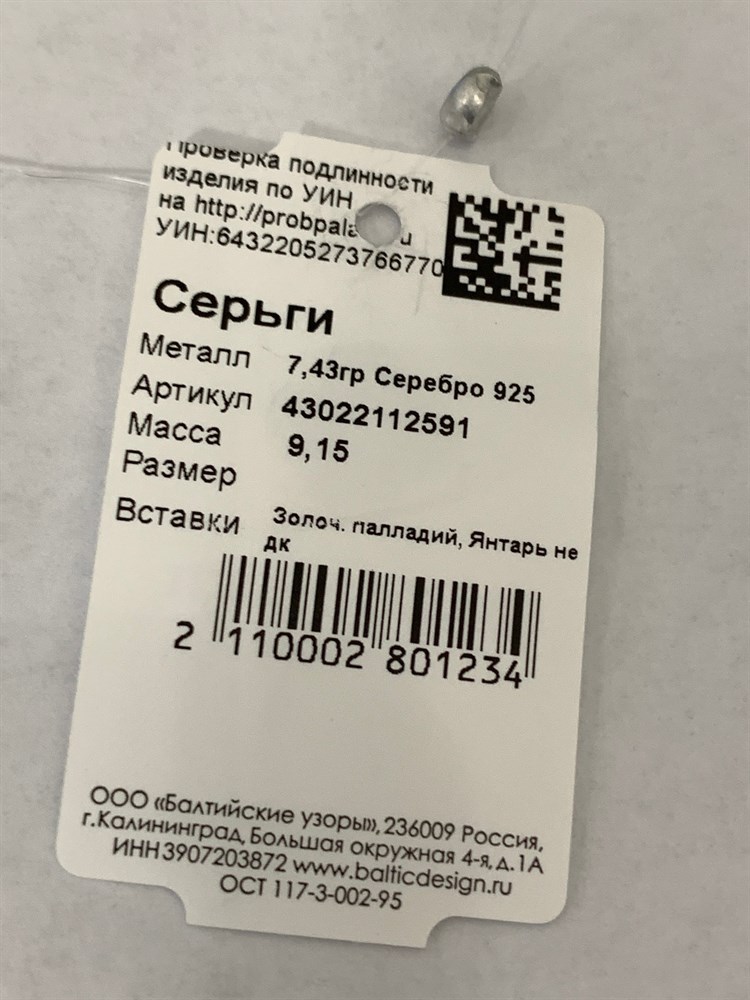 Проверка подлинности
изделия по УИН
на http://probpala u
УИН:6432205273766770
Серьги
Металл 7,43гр Серебро 925
Артикул 43022112591
Масса 9,15
Размер
Вставки Золоч. палладий, Янтарь не
дк
2 110002 801234
ООО «Балтийские узоры», 236009 Россия,
г.Калининград, Большая окружная 4-я, д.1А
ИНН 3907203872 www.balticdesign.ru
ОСТ 117-3-002-95